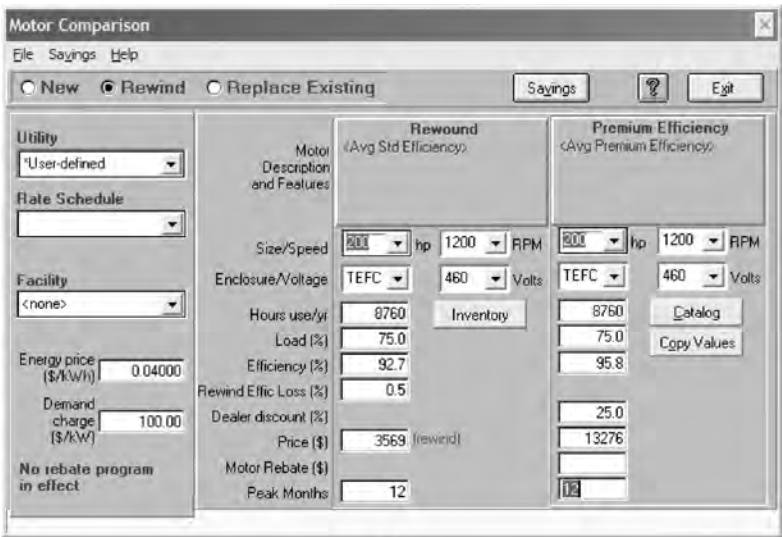 Motor Comparison
File Savings Help
New Rewind Replace Existing Savings ? Exit
Utility
*User-defined
Rate Schedule
Facility
<none>
Energy price
($/kWh) 0.04000
Demand
charge
($/kW) 100.00
No rebate program
in effect
Motor
Description
and Features
Rewound
<Avg Std Efficiency>
Premium Efficiency
<Avg Premium Efficiency>
Size/Speed 200 hp 1200 RPM 200 hp 1200 RPM
Enclosure/Voltage TEFC 460 Volts TEFC 460 Volts
Hours use/yr 8760 Inventory 8760 Catalog
Load (%) 75.0 75.0 Copy Values
Efficiency (%) 92.7 95.8
Rewind Effic Loss (%) 0.5
Dealer discount (%) 25.0
Price ($) 3569 (rewind) 13276
Motor Rebate ($)
Peak Months 12 12